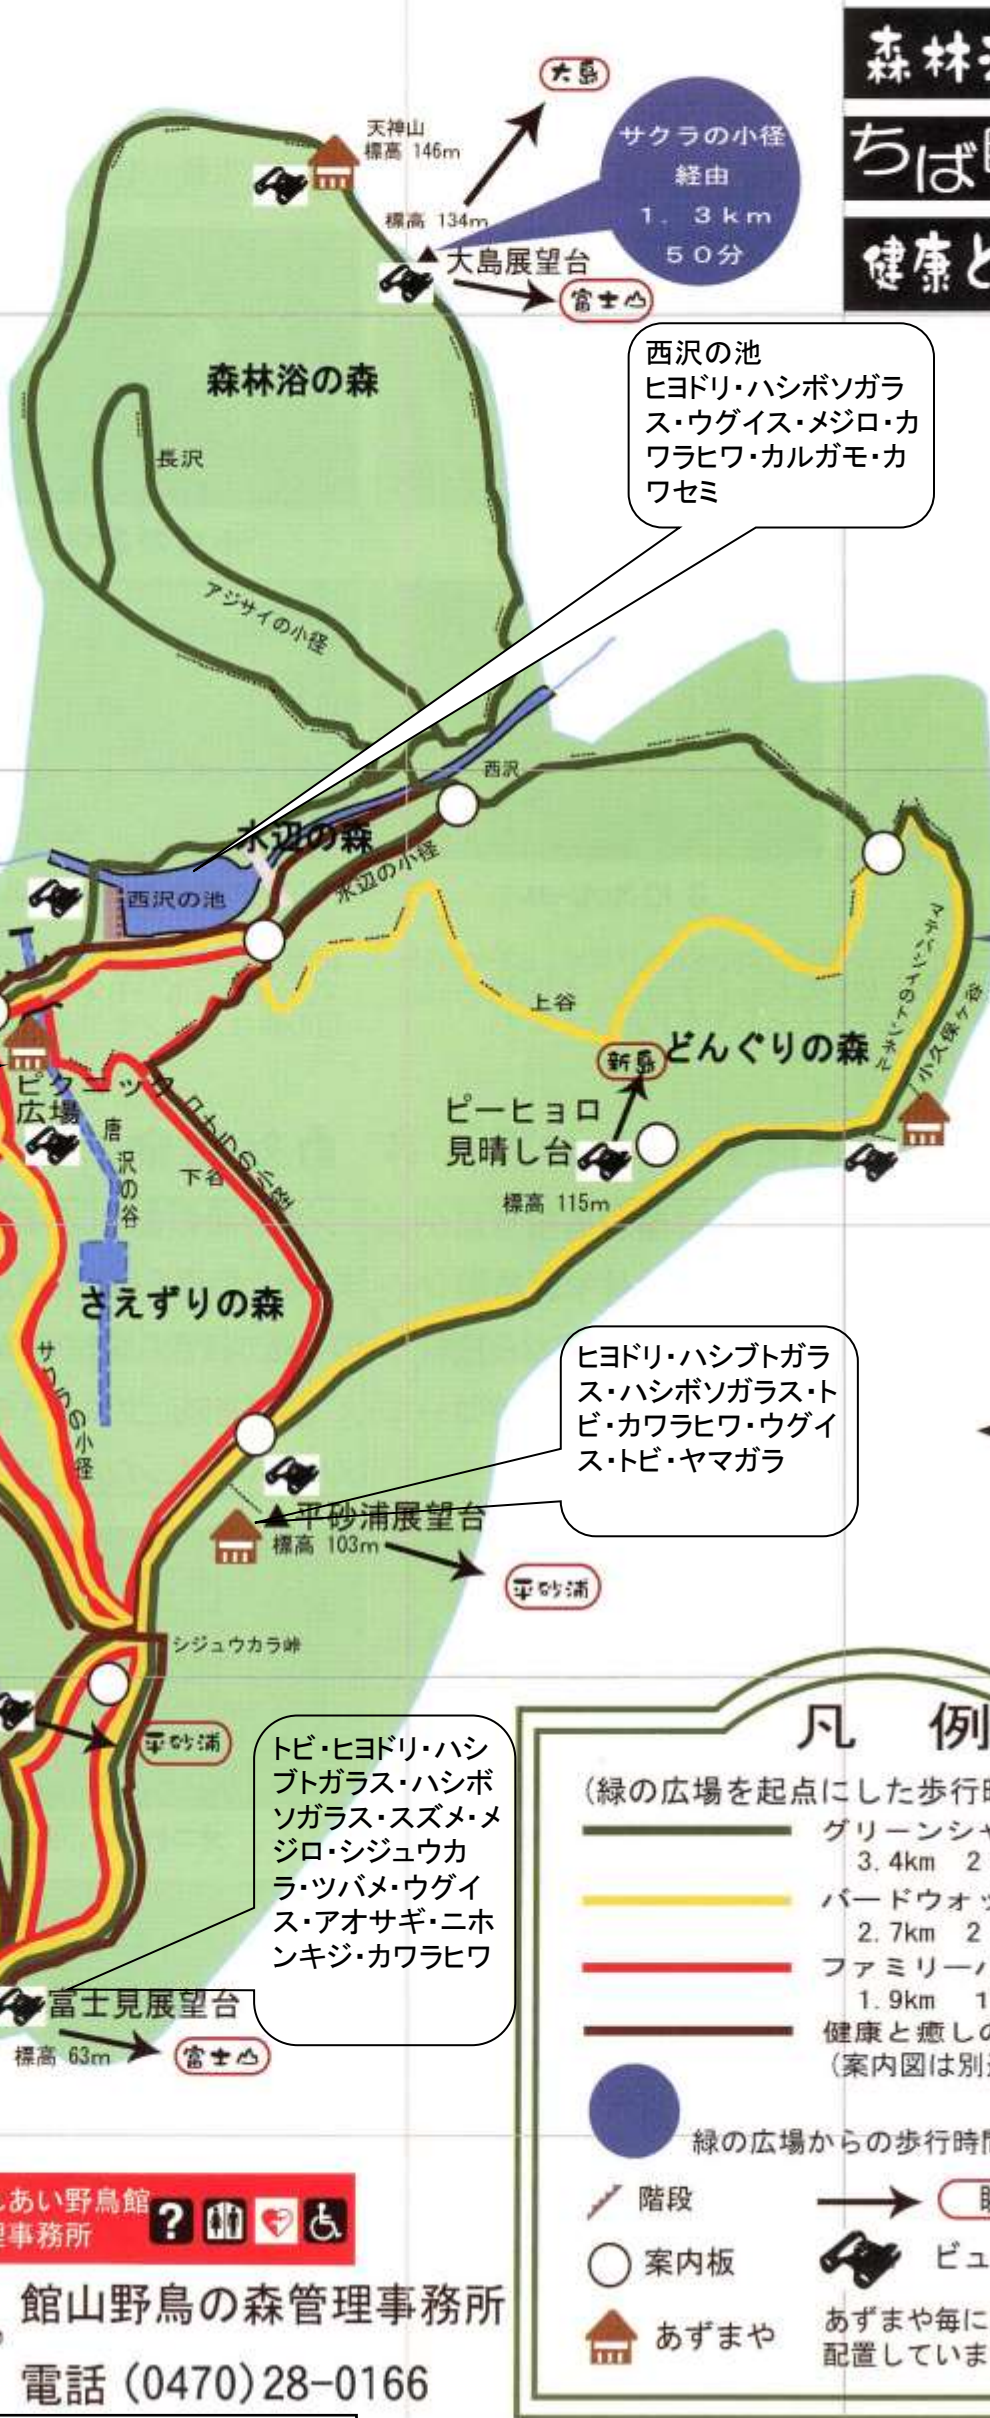 森林
ちば
健康と
大島
天神山
標高 146m
サクラの小径
経由
1. 3km
50分
標高 134m
大島展望台
富士山
西沢の池
ヒヨドリ・ハシボソガラ
ス・ウグイス・メジロ・カ
ワラヒワ・カルガモ・カ
ワセミ
森林浴の森
長沢
アジサイの小径
西沢
水辺の森
水辺の小径
西沢の池
マテバシイのトンネル
小久保ヶ谷
上谷
新島
どんぐりの森
ピクニック
広場
唐沢の谷
下谷
ピーヒョロ
見晴し台
標高 115m
さえずりの森
サクラの小径
ヒヨドリ・ハシブトガラ
ス・ハシボソガラス・ト
ビ・カワラヒワ・ウグイ
ス・トビ・ヤマガラ
平砂浦展望台
標高 103m
平砂浦
シジュウカラ峠
平砂浦
トビ・ヒヨドリ・ハシ
ブトガラス・ハシボ
ソガラス・スズメ・メ
ジロ・シジュウカ
ラ・ツバメ・ウグイ
ス・アオサギ・ニホ
ンキジ・カワラヒワ
富士見展望台
標高 63m
富士山
凡 例
(緑の広場を起点にした歩行
グリーンシャ
3.4km 2
バードウォッ
2.7km 2
ファミリーハ
1.9km 1
健康と癒しの
(案内図は別
緑の広場からの歩行時間
階段
案内板
ビュ
あずまや
あずまや毎に
配置していま
あい野鳥館
理事務所
?
館山野鳥の森管理事務所
電話 (0470)28-0166